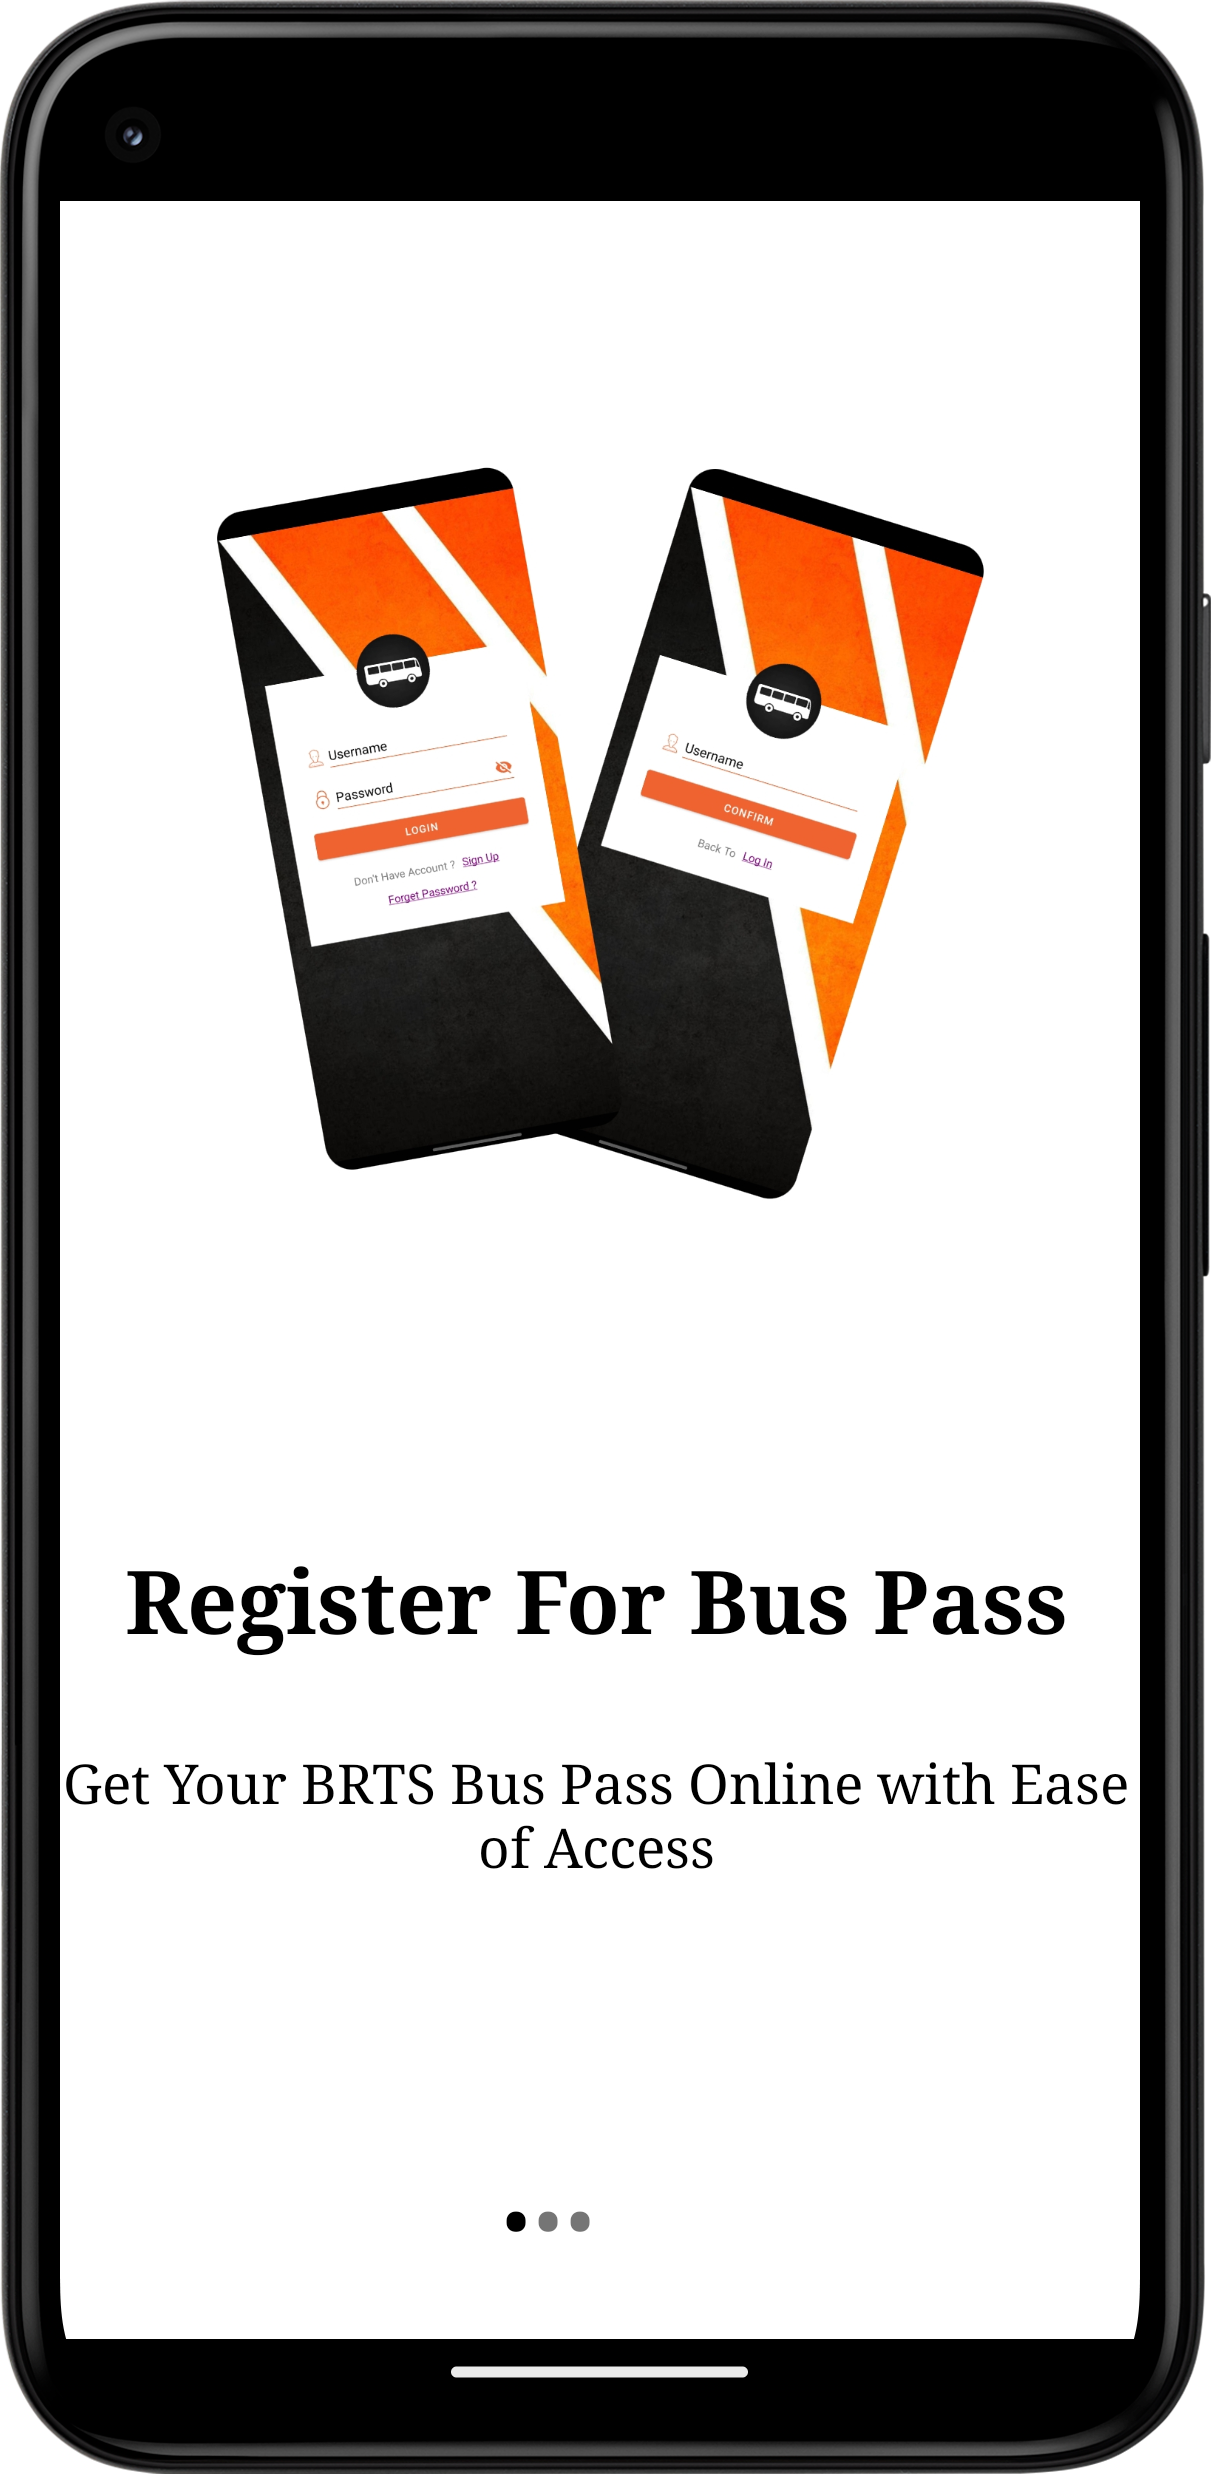 Username
Password
LOGIN
Don't Have Account ? Sign Up
Forget Password ?
Username
CONFIRM
Back To Log In
Register For Bus Pass
Get Your BRTS Bus Pass Online with Ease
of Access